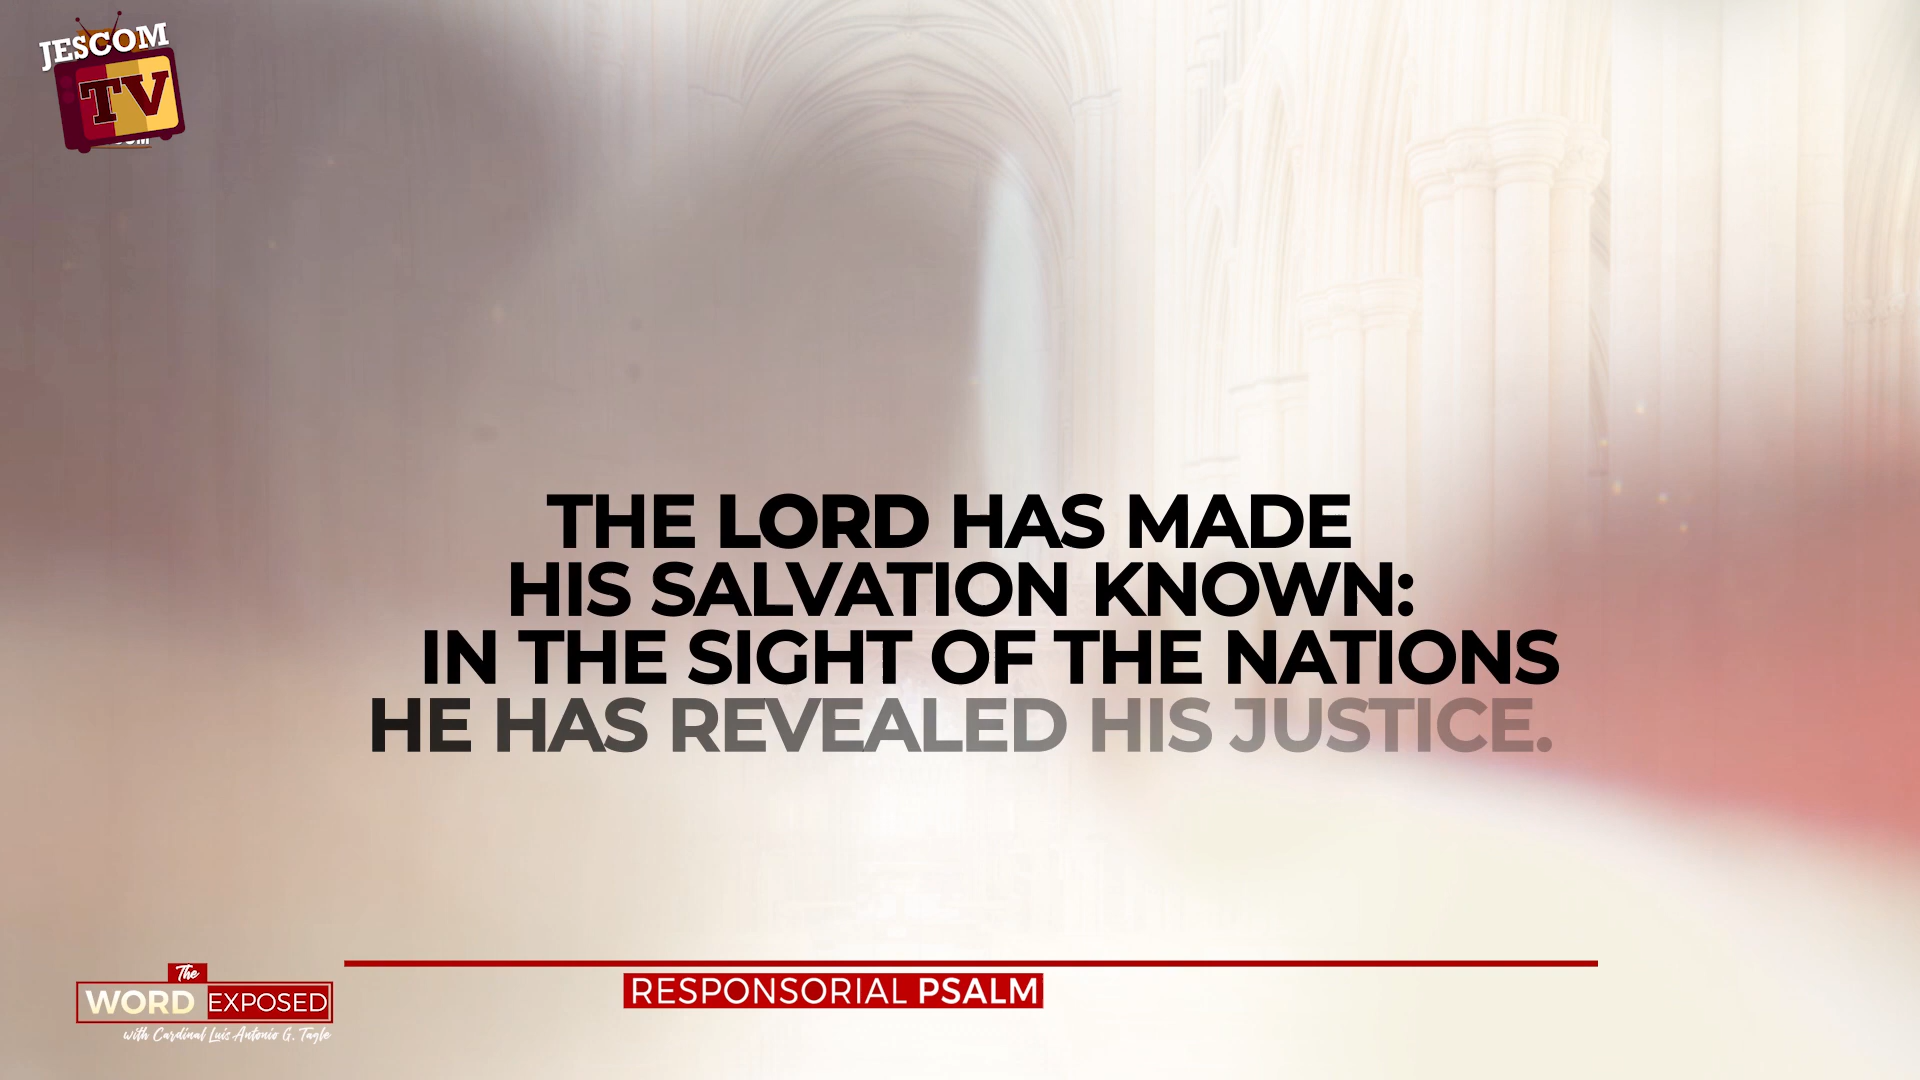 JESCOM
TV
THE LORD HAS MADE
HIS SALVATION KNOWN:
IN THE SIGHT OF THE NATIONS
HE HAS REVEALED HIS JUSTICE.
RESPONSORIAL PSALM
The
WORD EXPOSED
with Cardinal Luis Antonio G. Tagle